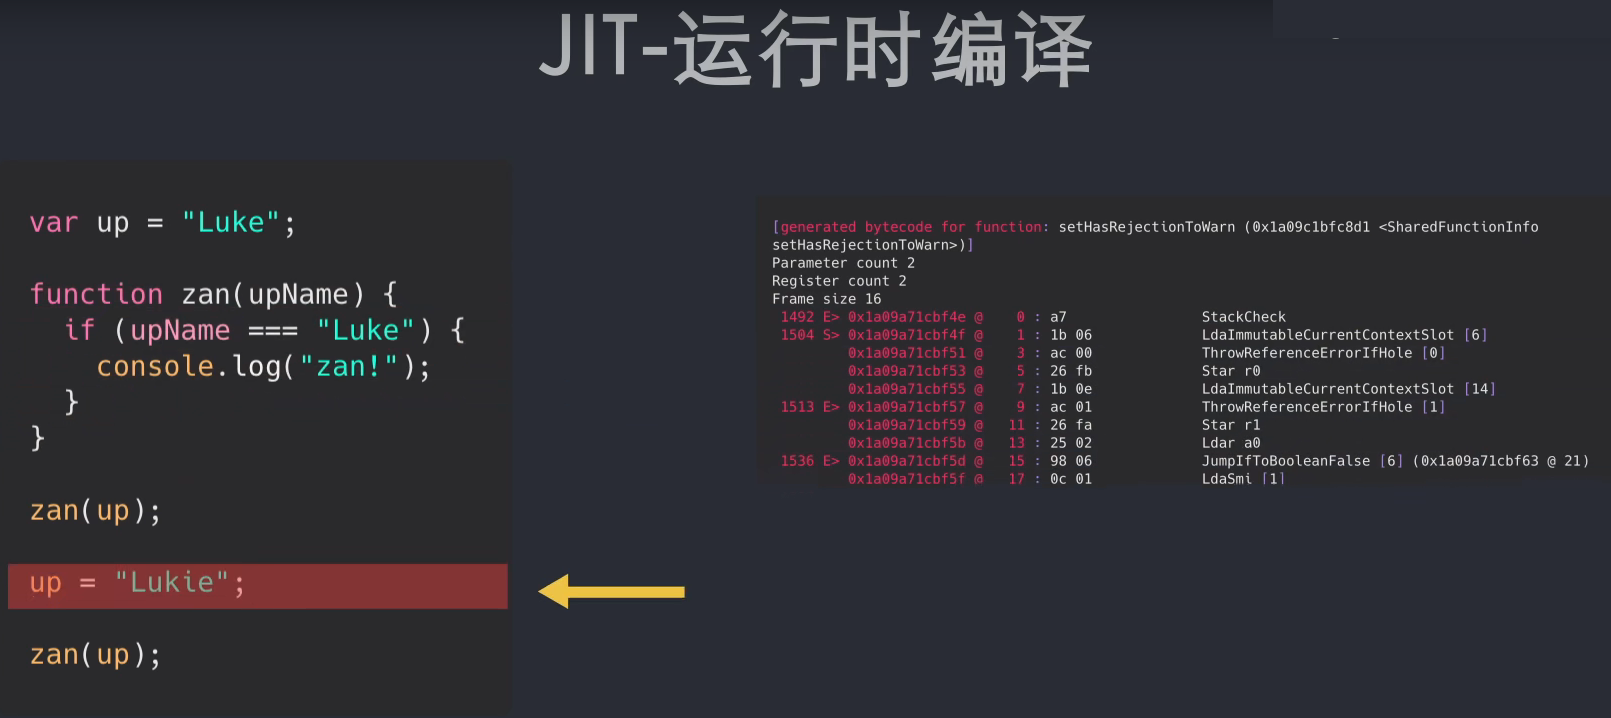 JIT-运行时编译
var up = "Luke";
function zan(upName) {
if (upName === "Luke") {
console.log("zan!");
}
}
zan(up);
up = "Lukie";
zan(up);
[generated bytecode for function: setHasRejectionToWarn (0x1a09c1bfc8d1 <SharedFunctionInfo
setHasRejectionToWarn>)]
Parameter count 2
Register count 2
Frame size 16
1492 E> 0x1a09a71cbf4e @ 0 : a7 StackCheck
1504 S> 0x1a09a71cbf4f @ 1 : 1b 06 LdaImmutableCurrentContextSlot [6]
0x1a09a71cbf51 @ 3 : ac 00 ThrowReferenceErrorIfHole [0]
0x1a09a71cbf53 @ 5 : 26 fb Star r0
0x1a09a71cbf55 @ 7 : 1b 0e LdaImmutableCurrentContextSlot [14]
1513 E> 0x1a09a71cbf57 @ 9 : ac 01 ThrowReferenceErrorIfHole [1]
0x1a09a71cbf59 @ 11 : 26 fa Star r1
0x1a09a71cbf5b @ 13 : 25 02 Ldar a0
1536 E> 0x1a09a71cbf5d @ 15 : 98 06 JumpIfToBooleanFalse [6] (0x1a09a71cbf63 @ 21)
0x1a09a71cbf5f @ 17 : 0c 01 LdaSmi [1]